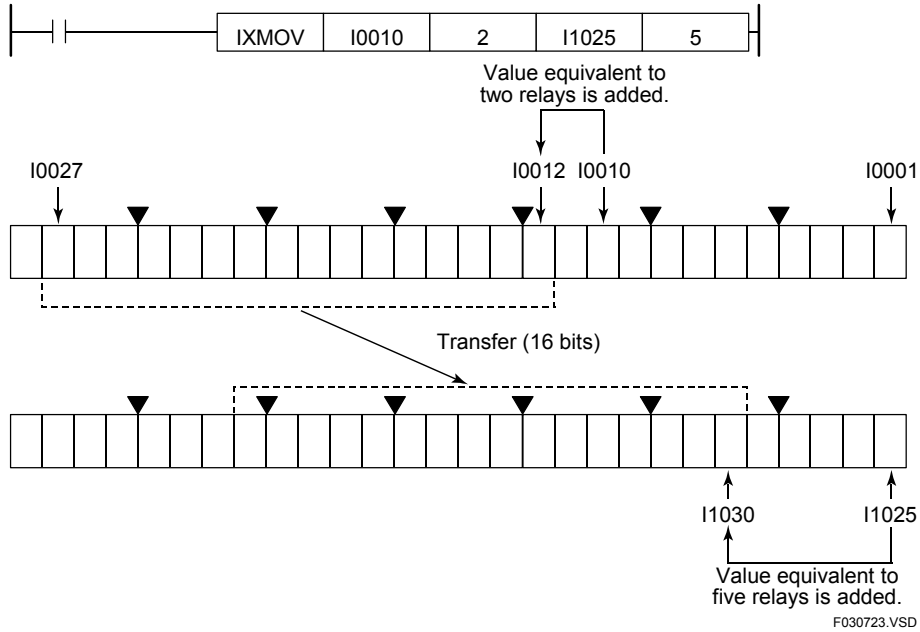 IXMOV I0010 2 I1025 5
Value equivalent to
two relays is added.
I0027 I0012 I0010 I0001
Transfer (16 bits)
I1030 I1025
Value equivalent to
five relays is added.
F030723.VSD